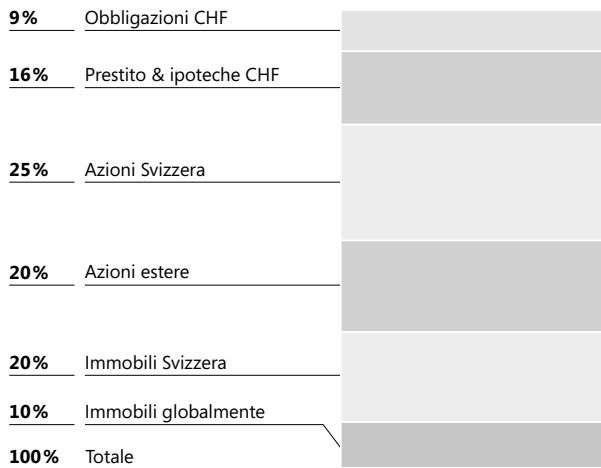 9% Obbligazioni CHF
16% Prestito & ipoteche CHF
25% Azioni Svizzera
20% Azioni estere
20% Immobili Svizzera
10% Immobili globalmente
100% Totale